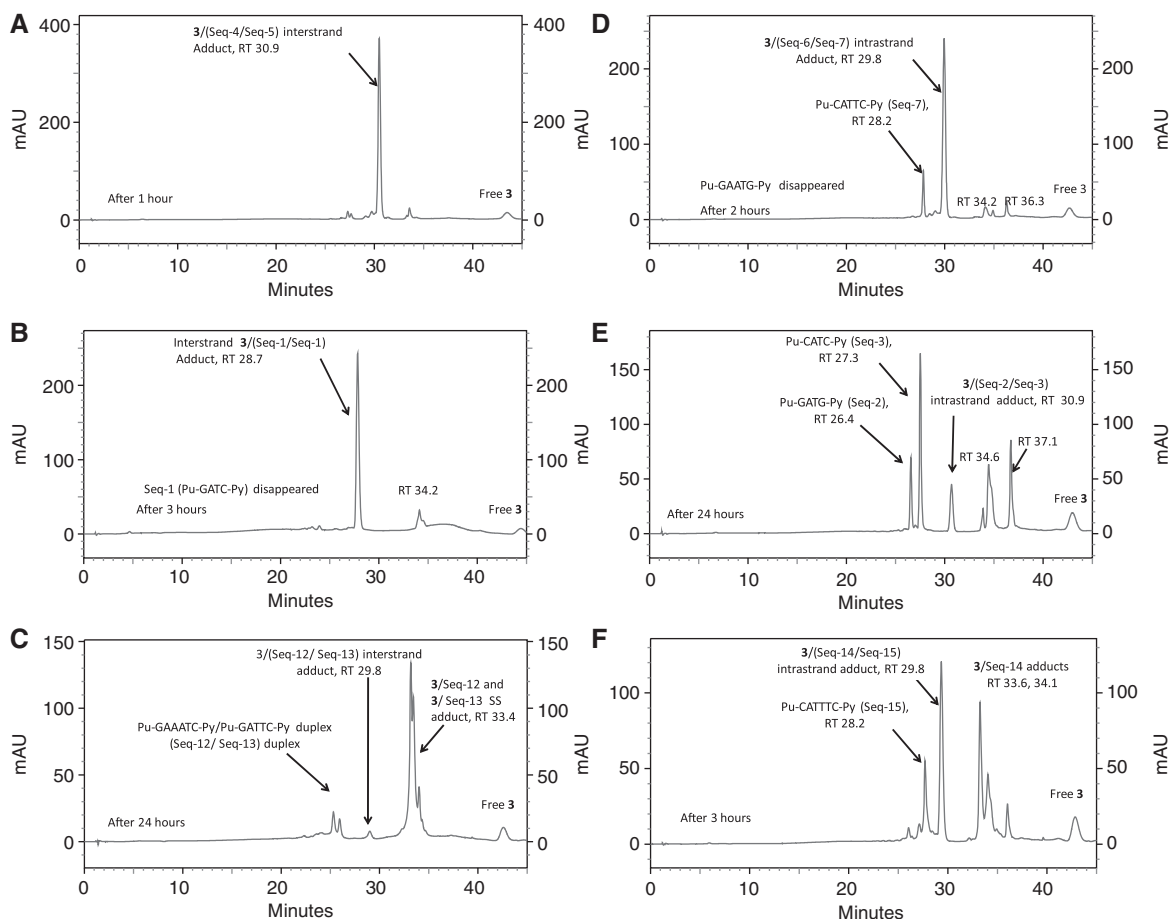 A
400
400
3/(Seq-4/Seq-5) interstrand
Adduct, RT 30.9
mAU
200
200
mAU
After 1 hour
Free 3
0
0
0
10
20
30
40
Minutes
D
3/(Seq-6/Seq-7) intrastrand
Adduct, RT 29.8
200
200
Pu-CATTC-Py (Seq-7),
RT 28.2
mAU
100
100
mAU
Pu-GAATG-Py disappeared
After 2 hours
RT 34.2
RT 36.3
Free 3
0
0
0
10
20
30
40
Minutes
B
Interstrand 3/(Seq-1/Seq-1)
Adduct, RT 28.7
200
200
mAU
100
100
mAU
Seq-1 (Pu-GATC-Py) disappeared
After 3 hours
RT 34.2
Free 3
0
0
0
10
20
30
40
Minutes
E
Pu-CATC-Py (Seq-3),
RT 27.3
150
150
3/(Seq-2/Seq-3)
intrastrand adduct, RT 30.9
Pu-GATG-Py (Seq-2),
RT 26.4
mAU
100
100
mAU
RT 34.6
RT 37.1
50
50
After 24 hours
Free 3
0
0
0
10
20
30
40
Minutes
C
150
150
3/(Seq-12/ Seq-13) interstrand
adduct, RT 29.8
3/Seq-12 and
3/ Seq-13 SS
adduct, RT 33.4
Pu-GAAATC-Py/Pu-GATTC-Py duplex
(Seq-12/ Seq-13) duplex
mAU
100
100
mAU
50
50
After 24 hours
Free 3
0
0
0
10
20
30
40
Minutes
F
3/(Seq-14/Seq-15)
intrastrand adduct, RT 29.8
3/Seq-14 adducts
RT 33.6, 34.1
Pu-CATTTC-Py (Seq-15),
RT 28.2
mAU
100
100
mAU
50
50
After 3 hours
Free 3
0
0
0
10
20
30
40
Minutes